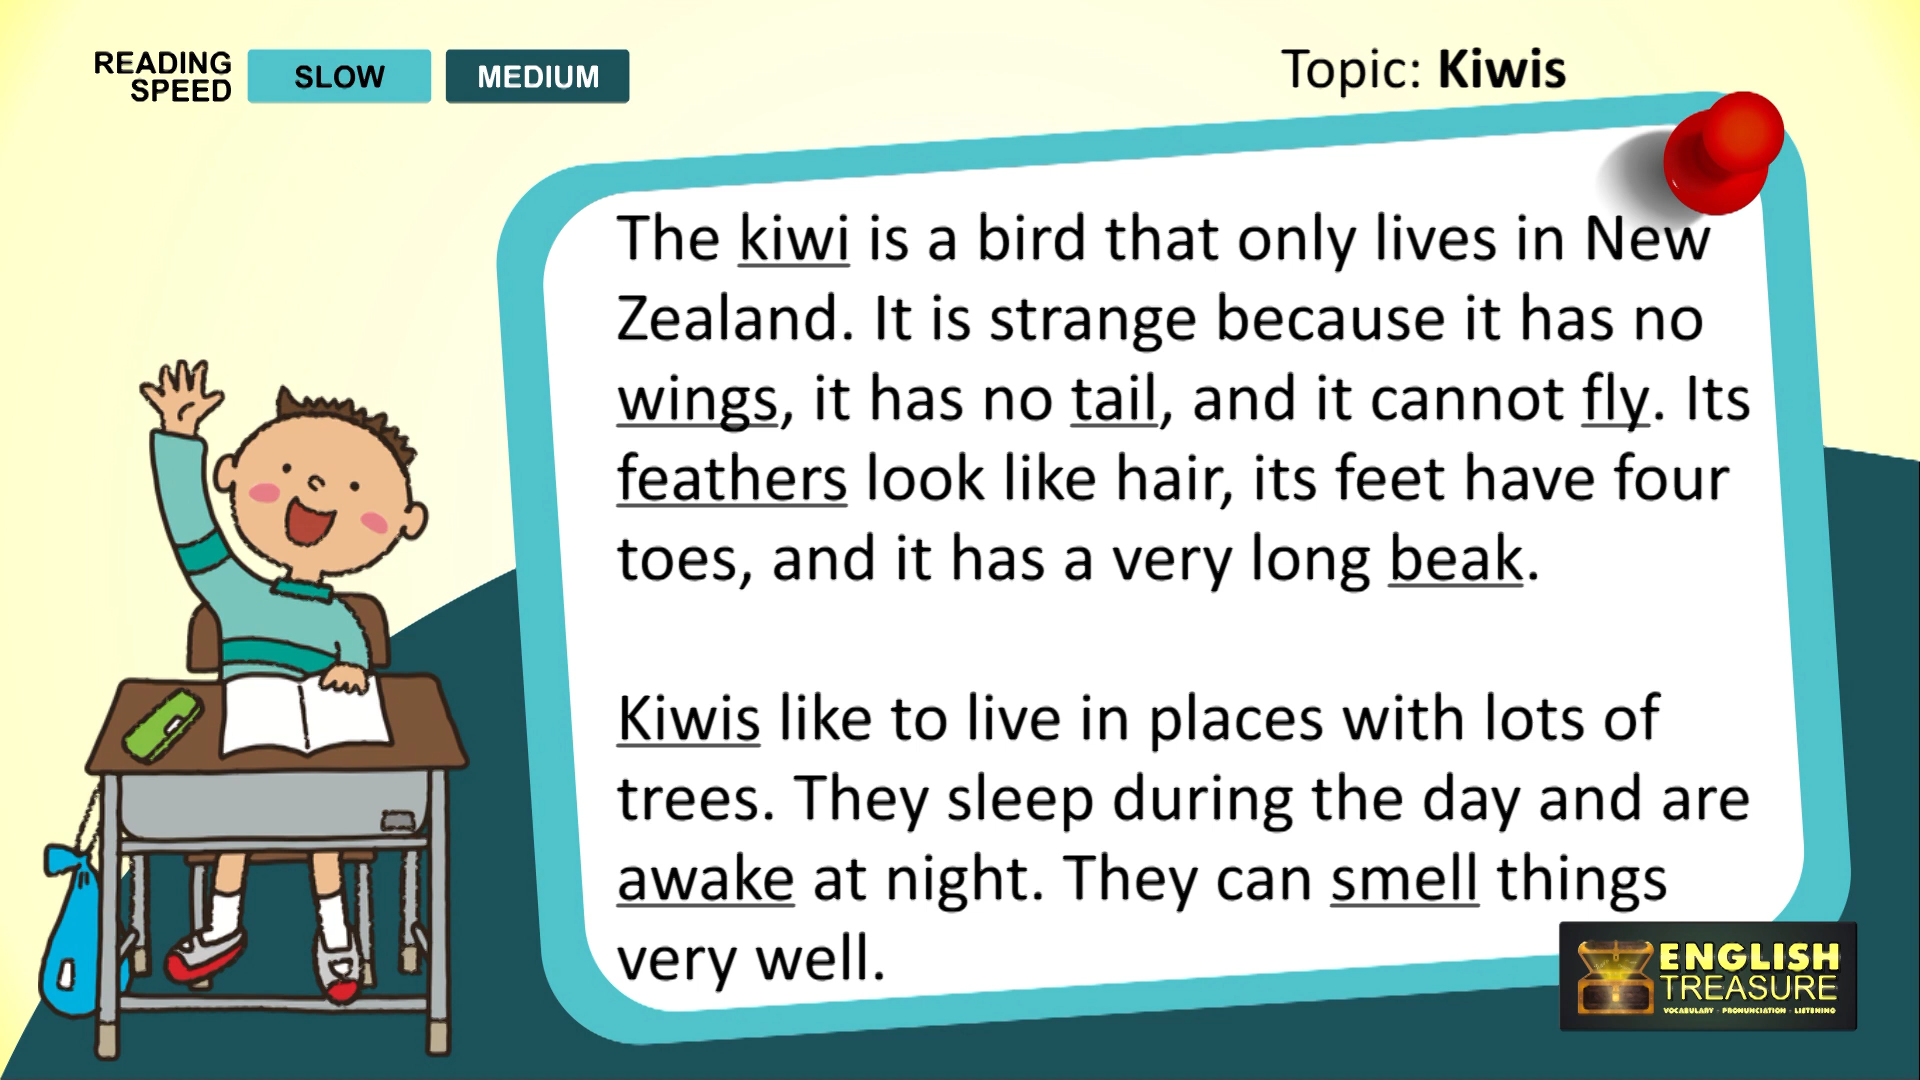 READING
SPEED
SLOW
MEDIUM
Topic: Kiwis
The kiwi is a bird that only lives in New
Zealand. It is strange because it has no
wings, it has no tail, and it cannot fly. Its
feathers look like hair, its feet have four
toes, and it has a very long beak.
Kiwis like to live in places with lots of
trees. They sleep during the day and are
awake at night. They can smell things
very well.
ENGLISH
TREASURE
VOCABULARY - PRONUNCIATION - LISTENING